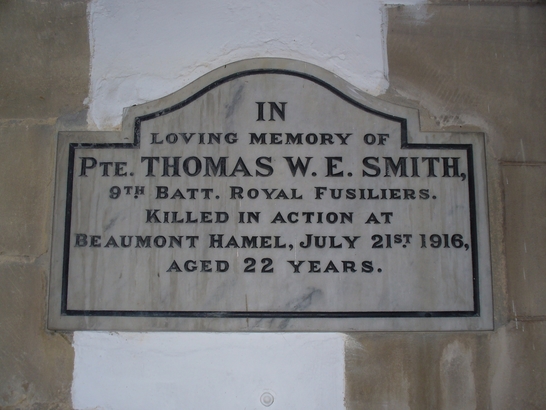 IN
LOVING MEMORY OF
PTE. THOMAS W. E. SMITH,
9TH BATT. ROYAL FUSILIERS.
KILLED IN ACTION AT
BEAUMONT HAMEL, JULY 21ST. 1916,
AGED 22 YEARS.